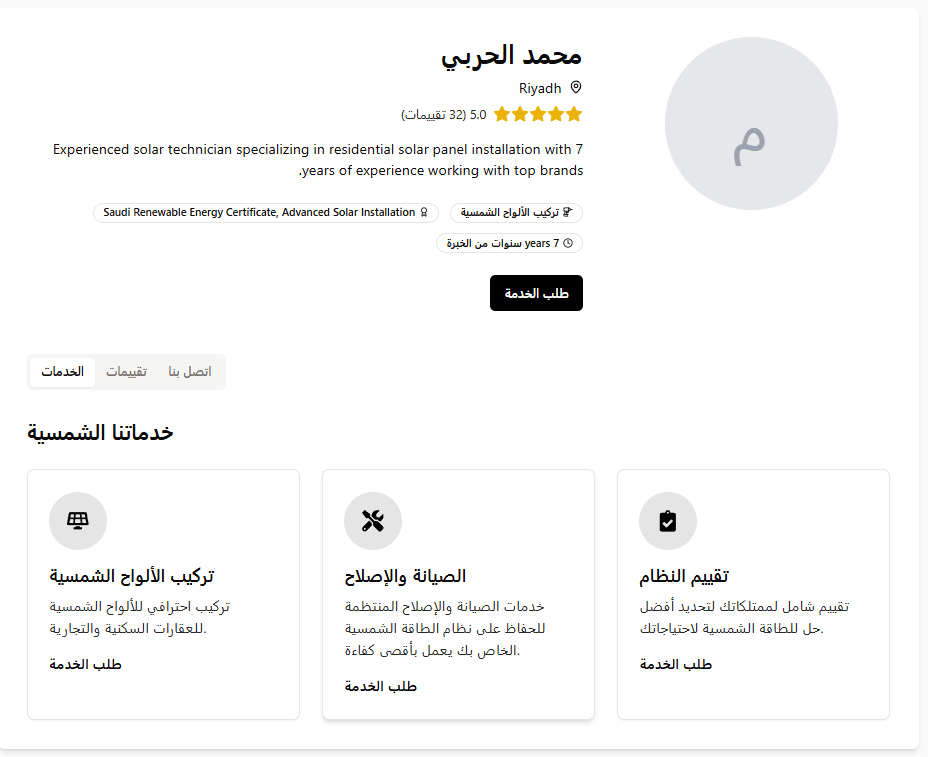 م
محمد الحربي
Riyadh
5.0 (32 تقييمات)
Experienced solar technician specializing in residential solar panel installation with 7
.years of experience working with top brands
تركيب الألواح الشمسية
Saudi Renewable Energy Certificate, Advanced Solar Installation
7 years سنوات من الخبرة
طلب الخدمة
اتصل بنا
تقييمات
الخدمات
خدماتنا الشمسية
تقييم النظام
تقييم شامل لممتلكاتك لتحديد أفضل
حل للطاقة الشمسية لاحتياجاتك.
طلب الخدمة
الصيانة والإصلاح
خدمات الصيانة والإصلاح المنتظمة
للحفاظ على نظام الطاقة الشمسية
الخاص بك يعمل بأقصى كفاءة.
طلب الخدمة
تركيب الألواح الشمسية
تركيب احترافي للألواح الشمسية
للعقارات السكنية والتجارية.
طلب الخدمة